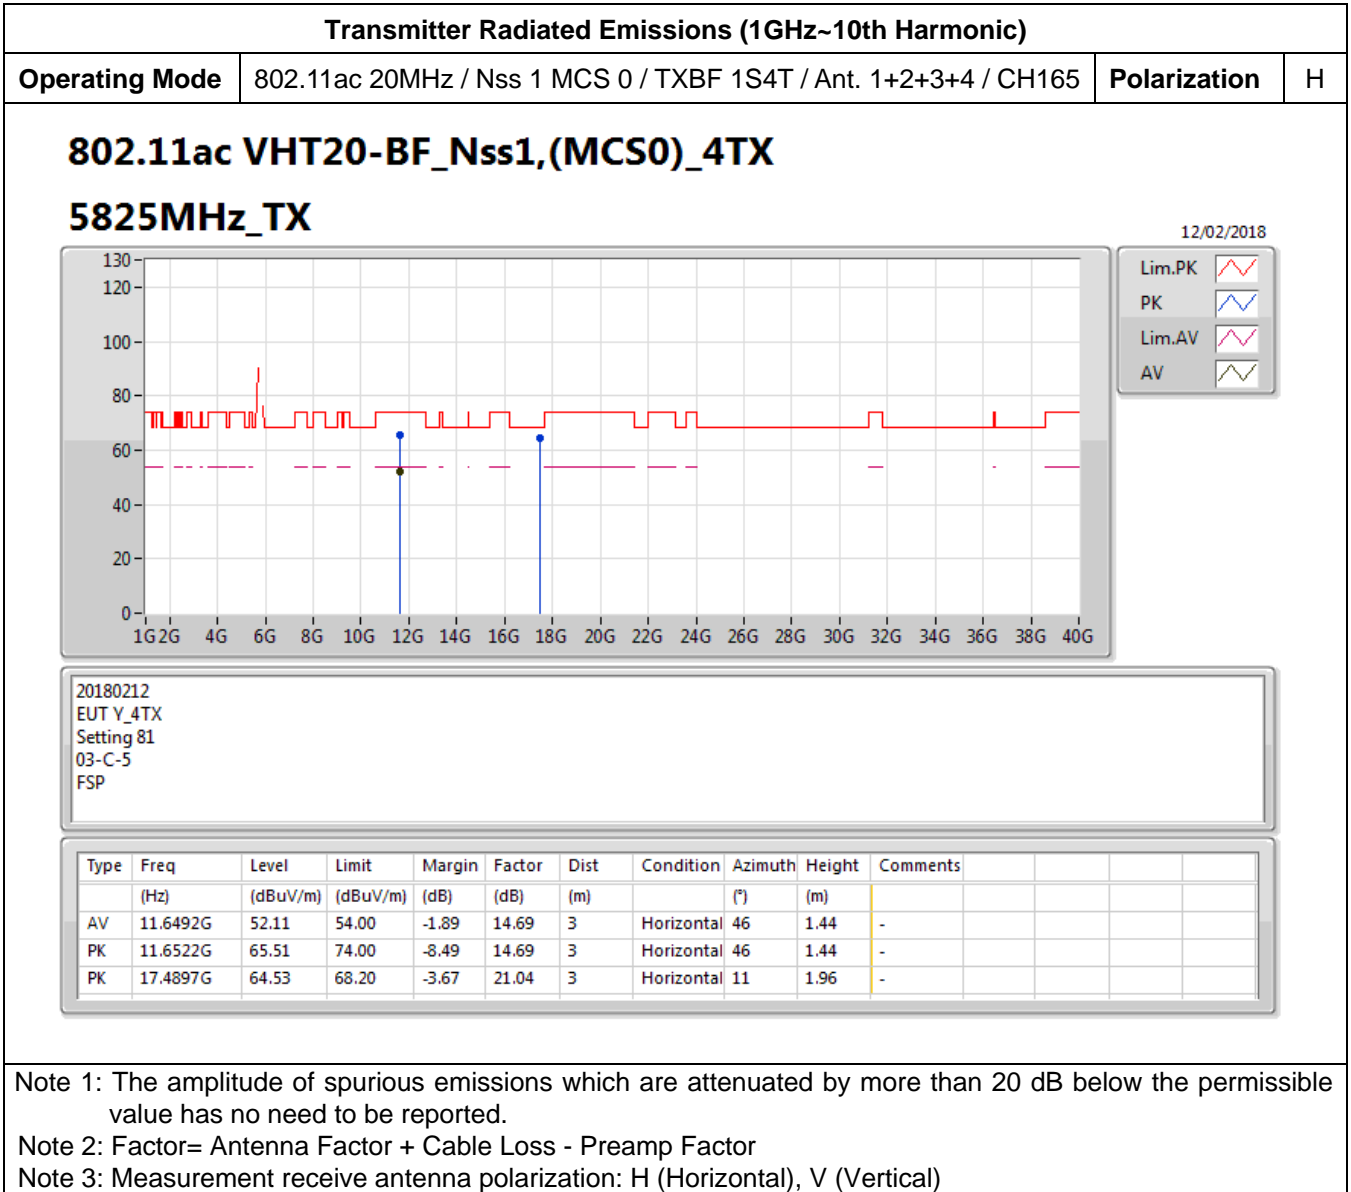 Transmitter Radiated Emissions (1GHz~10th Harmonic)
Operating Mode 802.11ac 20MHz / Nss 1 MCS 0 / TXBF 1S4T / Ant. 1+2+3+4 / CH165 Polarization H
802.11ac VHT20-BF_Nss1,(MCS0)_4TX
5825MHz_TX
12/02/2018
130
120
100
80
60
40
20
0
1G 2G 4G 6G 8G 10G 12G 14G 16G 18G 20G 22G 24G 26G 28G 30G 32G 34G 36G 38G 40G
Lim.PK
PK
Lim.AV
AV
20180212
EUT Y_4TX
Setting 81
03-C-5
FSP
Type Freq Level Limit Margin Factor Dist Condition Azimuth Height Comments
(Hz) (dBuV/m) (dBuV/m) (dB) (dB) (m) (°) (m)
AV 11.6492G 52.11 54.00 -1.89 14.69 3 Horizontal 46 1.44 -
PK 11.6522G 65.51 74.00 -8.49 14.69 3 Horizontal 46 1.44 -
PK 17.4897G 64.53 68.20 -3.67 21.04 3 Horizontal 11 1.96 -
Note 1: The amplitude of spurious emissions which are attenuated by more than 20 dB below the permissible
value has no need to be reported.
Note 2: Factor= Antenna Factor + Cable Loss - Preamp Factor
Note 3: Measurement receive antenna polarization: H (Horizontal), V (Vertical)